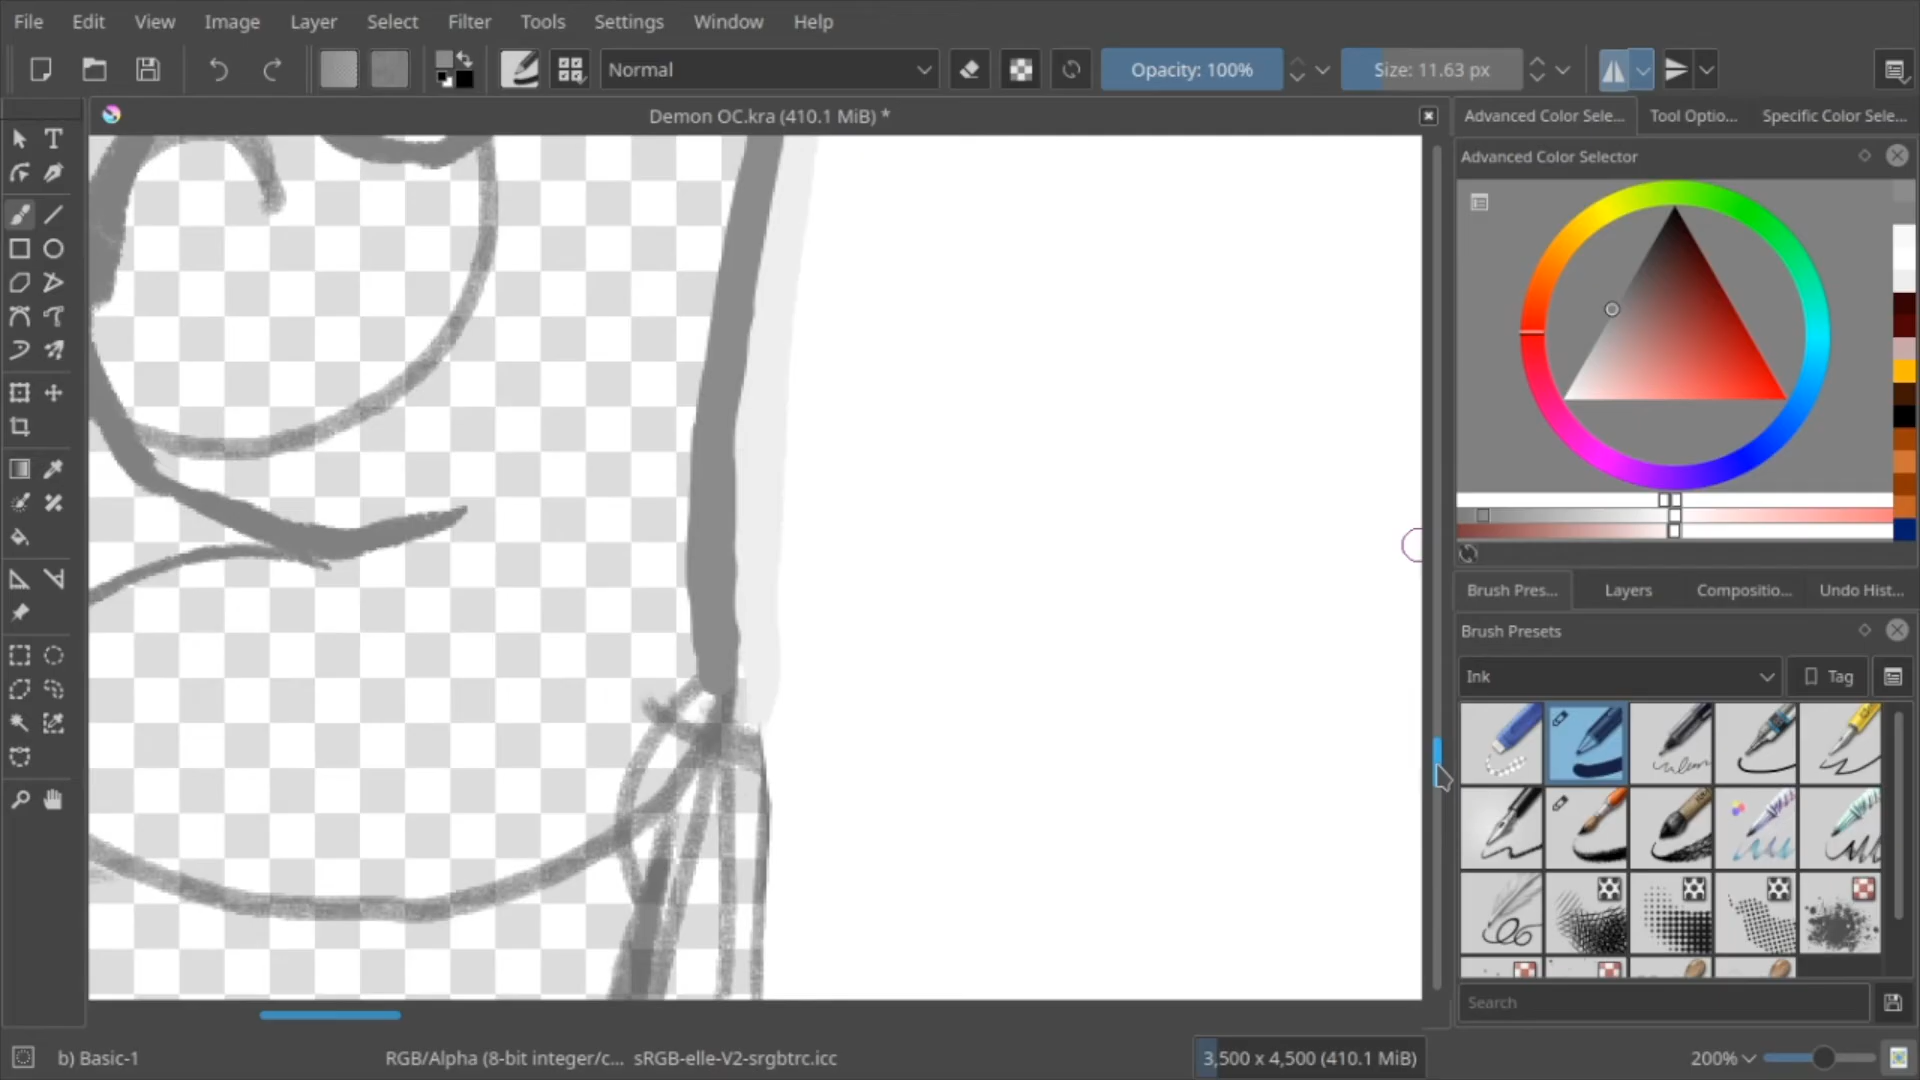 File Edit View Image Layer Select Filter Tools Settings Window Help
Normal
Opacity: 100%
Size: 11.63 px
Demon OC.kra (410.1 MiB) *
Advanced Color Sele... Tool Optio... Specific Color Sele...
Advanced Color Selector
Brush Pres... Layers Compositio... Undo Hist...
Brush Presets
Ink
Tag
Search
b) Basic-1
RGB/Alpha (8-bit integer/c... sRGB-elle-V2-srgbtrc.icc
3,500 x 4,500 (410.1 MiB)
200%